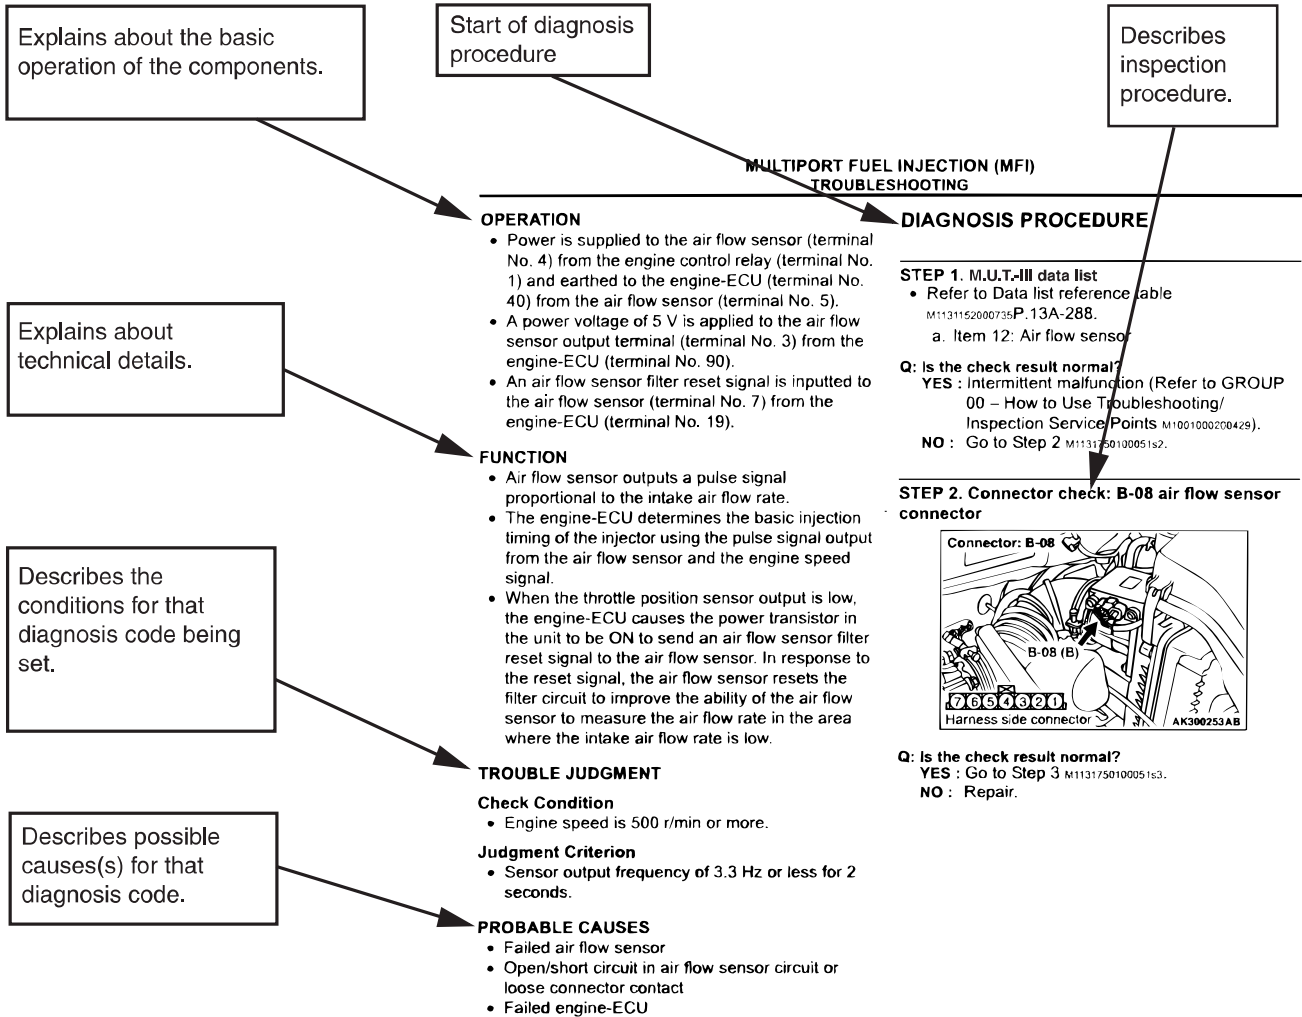 Explains about the basic
operation of the components.
Start of diagnosis
procedure
Describes
inspection
procedure.
MULTIPORT FUEL INJECTION (MFI)
TROUBLESHOOTING
OPERATION
• Power is supplied to the air flow sensor (terminal
No. 4) from the engine control relay (terminal No.
1) and earthed to the engine-ECU (terminal No.
40) from the air flow sensor (terminal No. 5).
• A power voltage of 5 V is applied to the air flow
sensor output terminal (terminal No. 3) from the
engine-ECU (terminal No. 90).
• An air flow sensor filter reset signal is inputted to
the air flow sensor (terminal No. 7) from the
engine-ECU (terminal No. 19).
Explains about
technical details.
FUNCTION
• Air flow sensor outputs a pulse signal
proportional to the intake air flow rate.
• The engine-ECU determines the basic injection
timing of the injector using the pulse signal output
from the air flow sensor and the engine speed
signal.
• When the throttle position sensor output is low,
the engine-ECU causes the power transistor in
the unit to be ON to send an air flow sensor filter
reset signal to the air flow sensor. In response to
the reset signal, the air flow sensor resets the
filter circuit to improve the ability of the air flow
sensor to measure the air flow rate in the area
where the intake air flow rate is low.
Describes the
conditions for that
diagnosis code being
set.
TROUBLE JUDGMENT
Check Condition
• Engine speed is 500 r/min or more.
Judgment Criterion
• Sensor output frequency of 3.3 Hz or less for 2
seconds.
Describes possible
causes(s) for that
diagnosis code.
PROBABLE CAUSES
• Failed air flow sensor
• Open/short circuit in air flow sensor circuit or
loose connector contact
• Failed engine-ECU
DIAGNOSIS PROCEDURE
STEP 1. M.U.T.-III data list
• Refer to Data list reference table
M1131152000735P.13A-288.
a. Item 12: Air flow sensor
Q: Is the check result normal?
YES : Intermittent malfunction (Refer to GROUP
00 – How to Use Troubleshooting/
Inspection Service Points M1001000200429).
NO : Go to Step 2 M1131750100051s2.
STEP 2. Connector check: B-08 air flow sensor
connector
Connector: B-08
B-08 (B)
7 6 5 4 3 2 1
Harness side connector
AK300253AB
Q: Is the check result normal?
YES : Go to Step 3 M1131750100051s3.
NO : Repair.